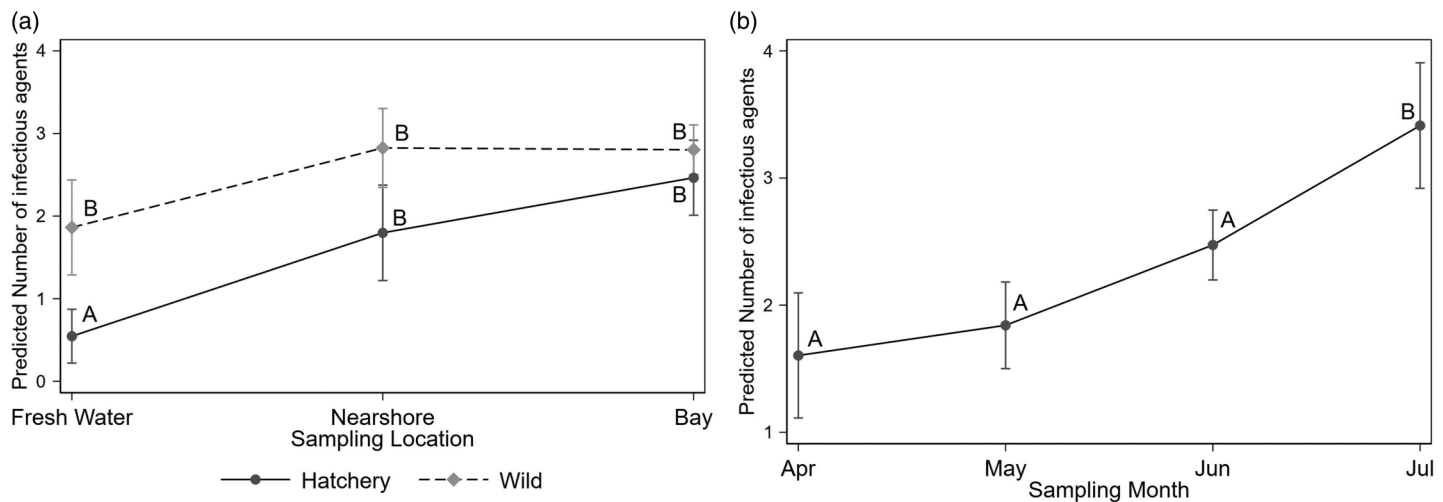 (a)
Predicted Number of infectious agents
4
3
2
1
0
B
B
B
A
B
B
Fresh Water
Nearshore
Bay
Sampling Location
Hatchery
Wild
(b)
Predicted Number of infectious agents
4
3
2
1
A
A
A
B
Apr
May
Jun
Jul
Sampling Month